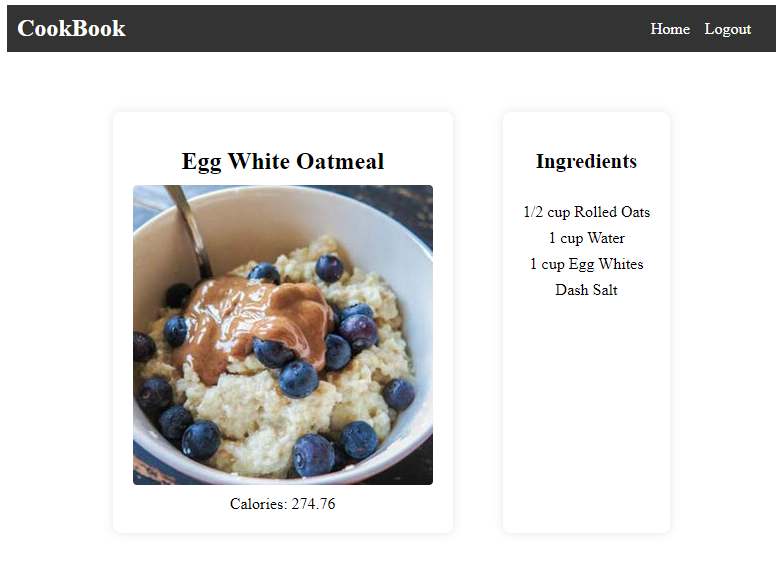 CookBook
Home Logout
Egg White Oatmeal
Calories: 274.76
Ingredients
1/2 cup Rolled Oats
1 cup Water
1 cup Egg Whites
Dash Salt